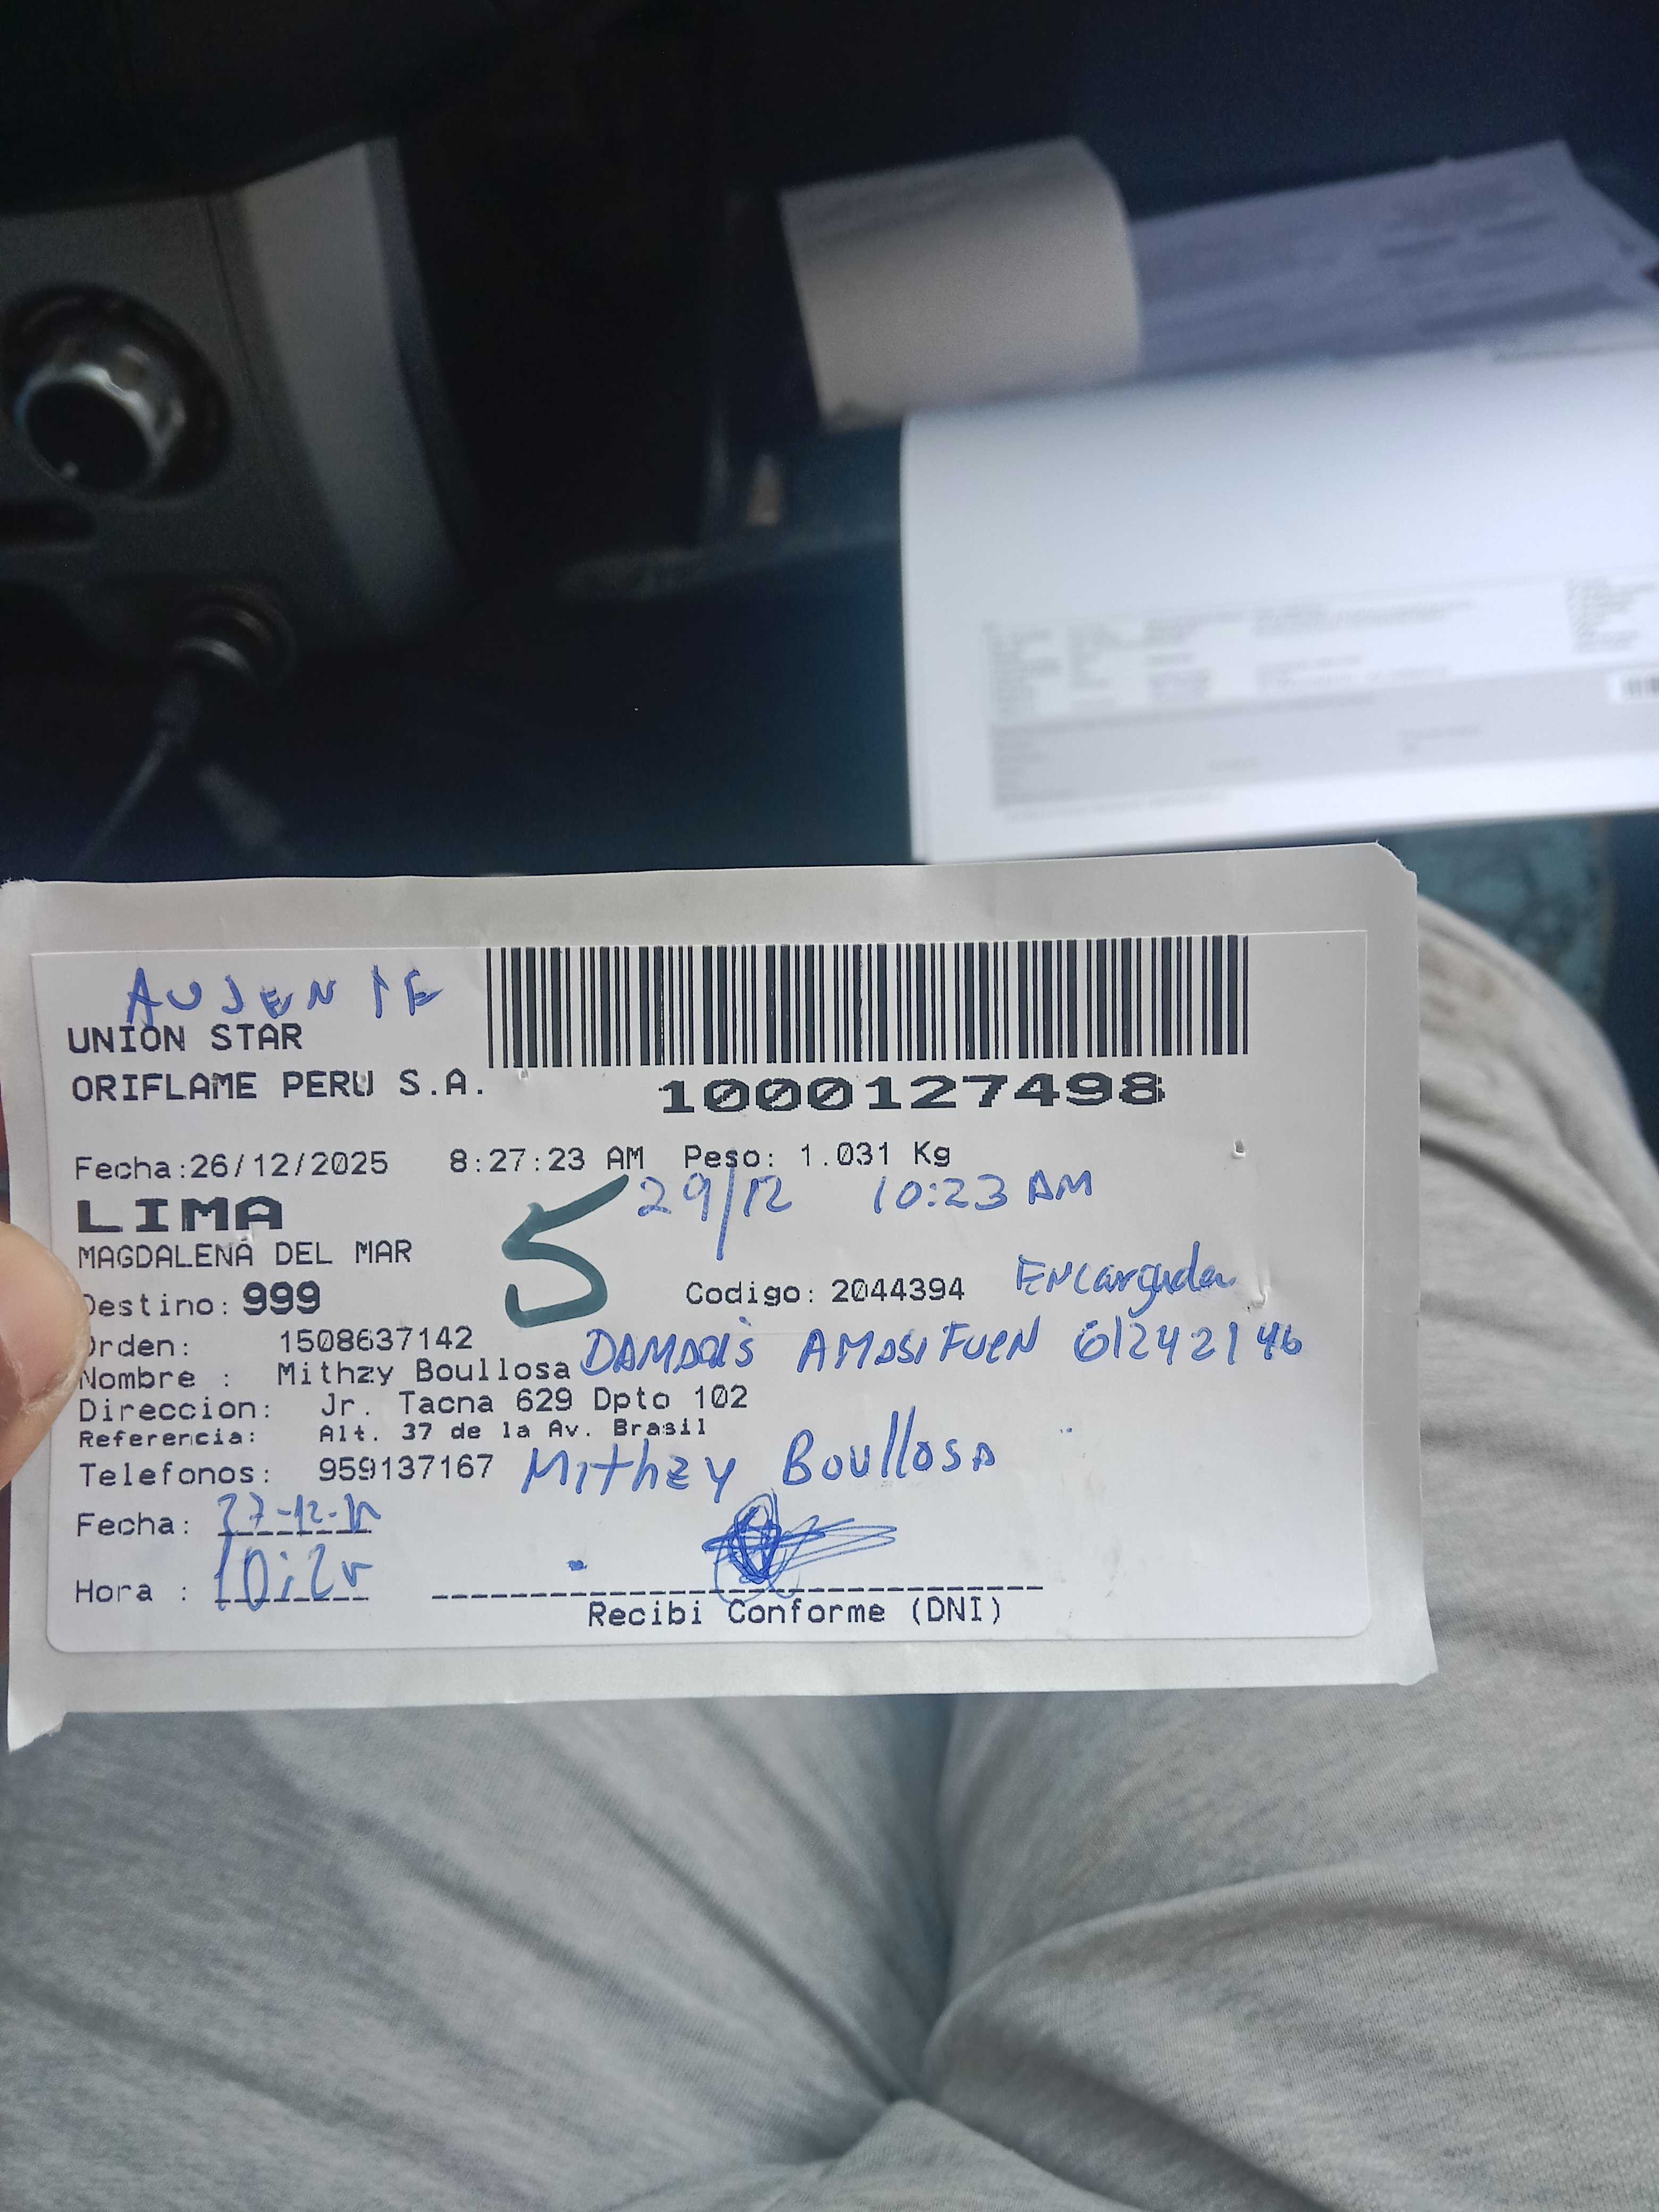 AUSENTE
UNION STAR
ORIFLAME PERU S.A.
1000127498
Fecha:26/12/2025 8:27:23 AM Peso: 1.031 Kg
29/12 10:23 AM
LIMA
5
MAGDALENA DEL MAR
Destino: 999
Codigo: 2044394 Encargada
Orden: 1508637142
Nombre : Mithzy Boullosa
AMASIFUEN 61242146
Direccion: Jr. Tacna 629 Dpto 102
Referencia: Alt. 37 de la Av. Brasil
Telefonos: 959137167 Mithzy Boullosa
Fecha:
Hora :
Recibi Conforme (DNI)